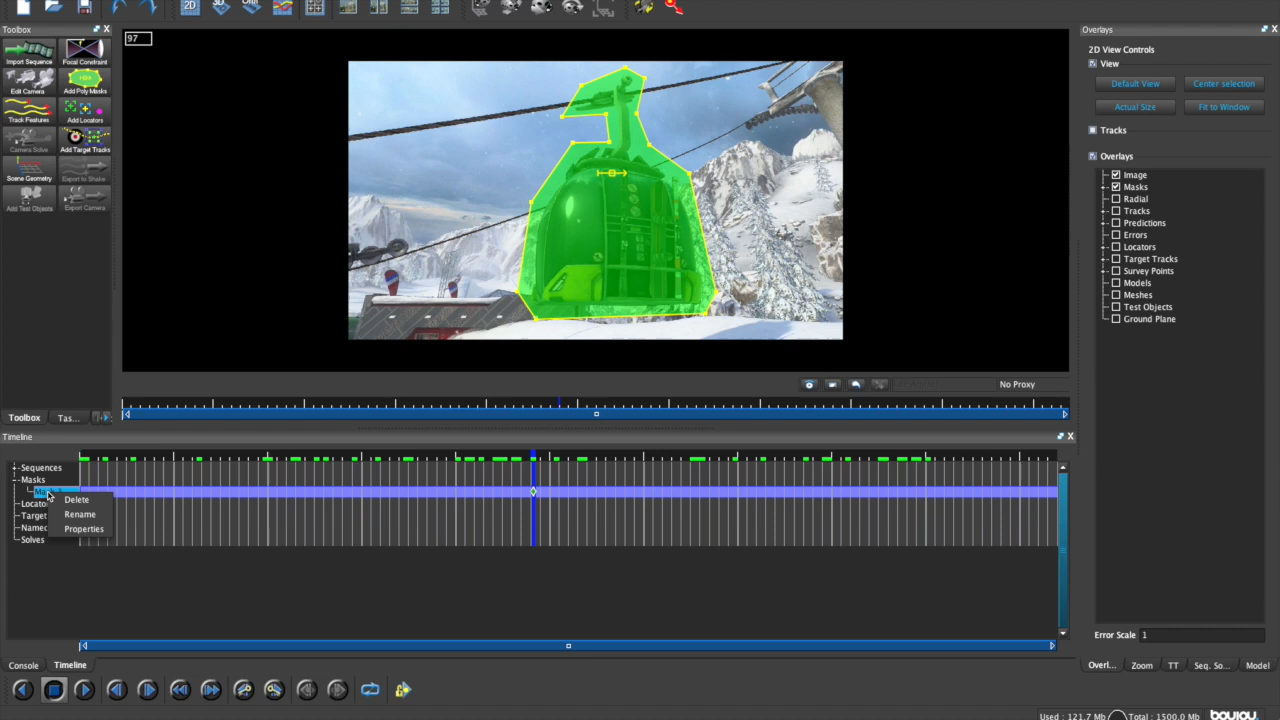 2D
3D
Toolbox
Import Sequence
Focal Constraint
Edit Camera
Add Poly Masks
Track Features
Add Locators
Camera Solve
Add Target Tracks
Scene Geometry
Export to Shake
Add Test Objects
Export Camera
Toolbox
Tas...
97
No Proxy
Overlays
2D View Controls
View
Default View
Center selection
Actual Size
Fit to Window
Tracks
Overlays
Image
Masks
Radial
Tracks
Predictions
Errors
Locators
Target Tracks
Survey Points
Models
Meshes
Test Objects
Ground Plane
Error Scale 1
Overl...
Zoom
TT
Seq. So...
Model
Timeline
Sequences
Masks
Locato
Target
Named
Solves
Delete
Rename
Properties
Console
Timeline
Used : 121.7 Mb
Total : 1500.0 Mb
boujou